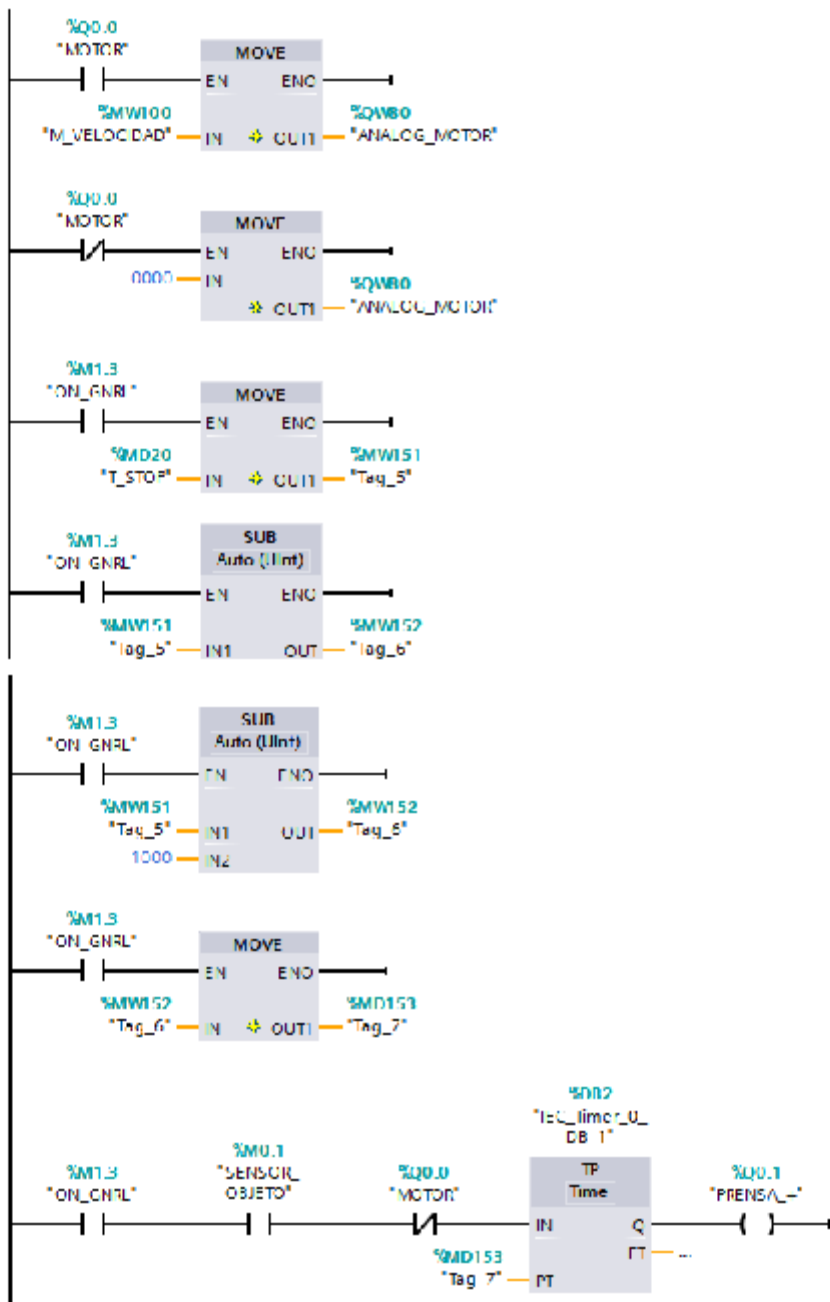 %Q0.0
"MOTOR"
MOVE
EN ENO
%MW100 %QW80
"M_VELOCIDAD" IN OUT1 "ANALOG_MOTOR"
%Q0.0
"MOTOR"
MOVE
EN ENO
0000 IN %QW80
OUT1 "ANALOG_MOTOR"
%M1.3
"ON_GNRL"
MOVE
EN ENO
%MD20 %MW151
"T_STOP" IN OUT1 "Tag_5"
%M1.3 SUB
"ON_GNRL" Auto (UInt)
EN ENO
%MW151 %MW152
"Tag_5" IN1 OUT "Tag_6"
%M1.3 SUB
"ON_GNRL" Auto (UInt)
EN ENO
%MW151 %MW152
"Tag_5" IN1 OUT "Tag_6"
1000 IN2
%M1.3
"ON_GNRL"
MOVE
EN ENO
%MW152 %MD153
"Tag_6" IN OUT1 "Tag_7"
%DB2
"IEC_Timer_0_
DB_1"
%M1.3 %M0.1 %Q0.0 TP %Q0.1
"ON_GNRL" "SENSOR_ "MOTOR" Time "PRENSA_--"
OBJETO"
IN Q
ET ...
%MD153
"Tag_7" PT